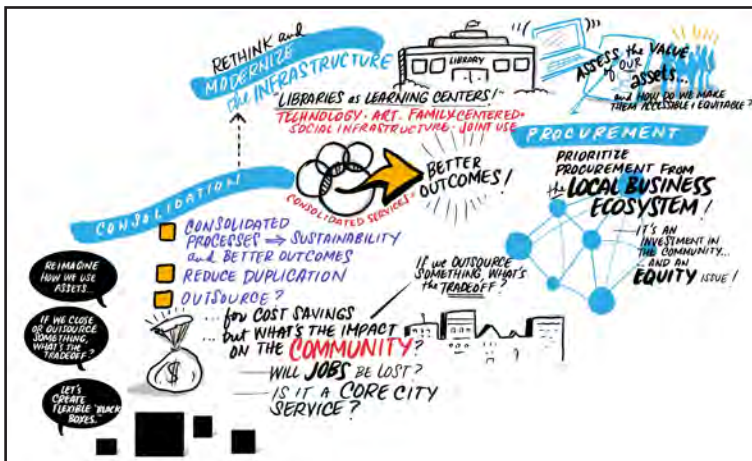 RETHINK and
MODERNIZE
the INFRASTRUCTURE
LIBRARY
"LIBRARIES as LEARNING CENTERS!"
TECHNOLOGY · ART · FAMILY CENTERED ·
SOCIAL INFRASTRUCTURE · JOINT USE
ASSESS the VALUE
of OUR
assets...
and HOW DO WE MAKE
THEM ACCESSIBLE & EQUITABLE?
PROCUREMENT
PRIORITIZE
PROCUREMENT FROM
the LOCAL BUSINESS
ECOSYSTEM!
IT'S AN
INVESTMENT IN
the COMMUNITY...
...AND AN
EQUITY ISSUE!
CONSOLIDATION
CONSOLIDATED SERVICES =
BETTER
OUTCOMES!
CONSOLIDATED
PROCESSES ⇒ SUSTAINABILITY
and BETTER OUTCOMES
REDUCE DUPLICATION
OUTSOURCE?
...for COST SAVINGS
...but WHAT'S THE IMPACT
ON THE COMMUNITY?
WILL JOBS BE LOST?
IS IT A CORE CITY
SERVICE?
IF WE OUTSOURCE
SOMETHING, WHAT'S
the TRADEOFF?
REIMAGINE
HOW WE USE
ASSETS...
IF WE CLOSE
OR OUTSOURCE
SOMETHING,
WHAT'S THE
TRADEOFF?
LET'S
CREATE
FLEXIBLE "BLACK
BOXES."
$